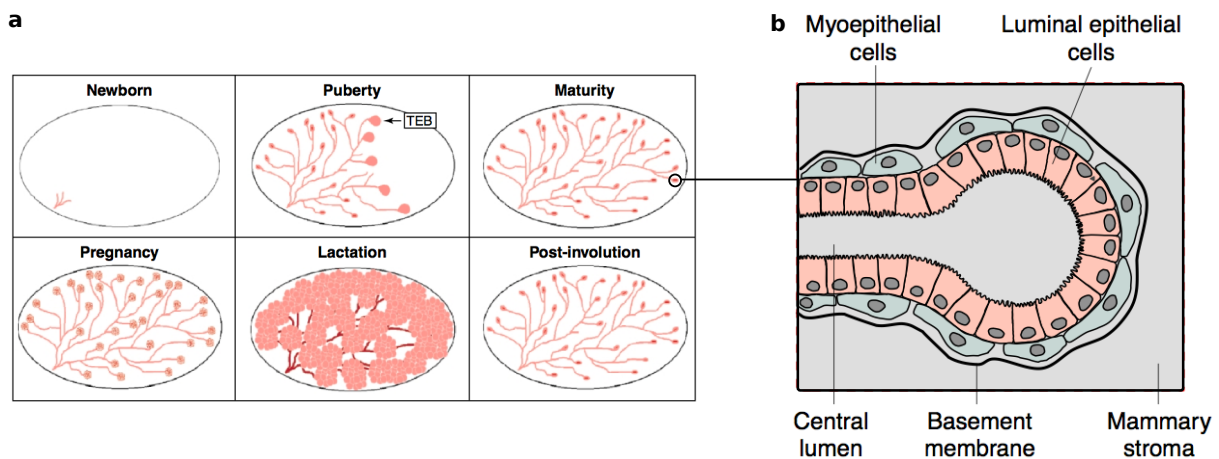 a
Newborn
Puberty
Maturity
TEB
Pregnancy
Lactation
Post-involution
b
Myoepithelial
cells
Luminal epithelial
cells
Central
lumen
Basement
membrane
Mammary
stroma